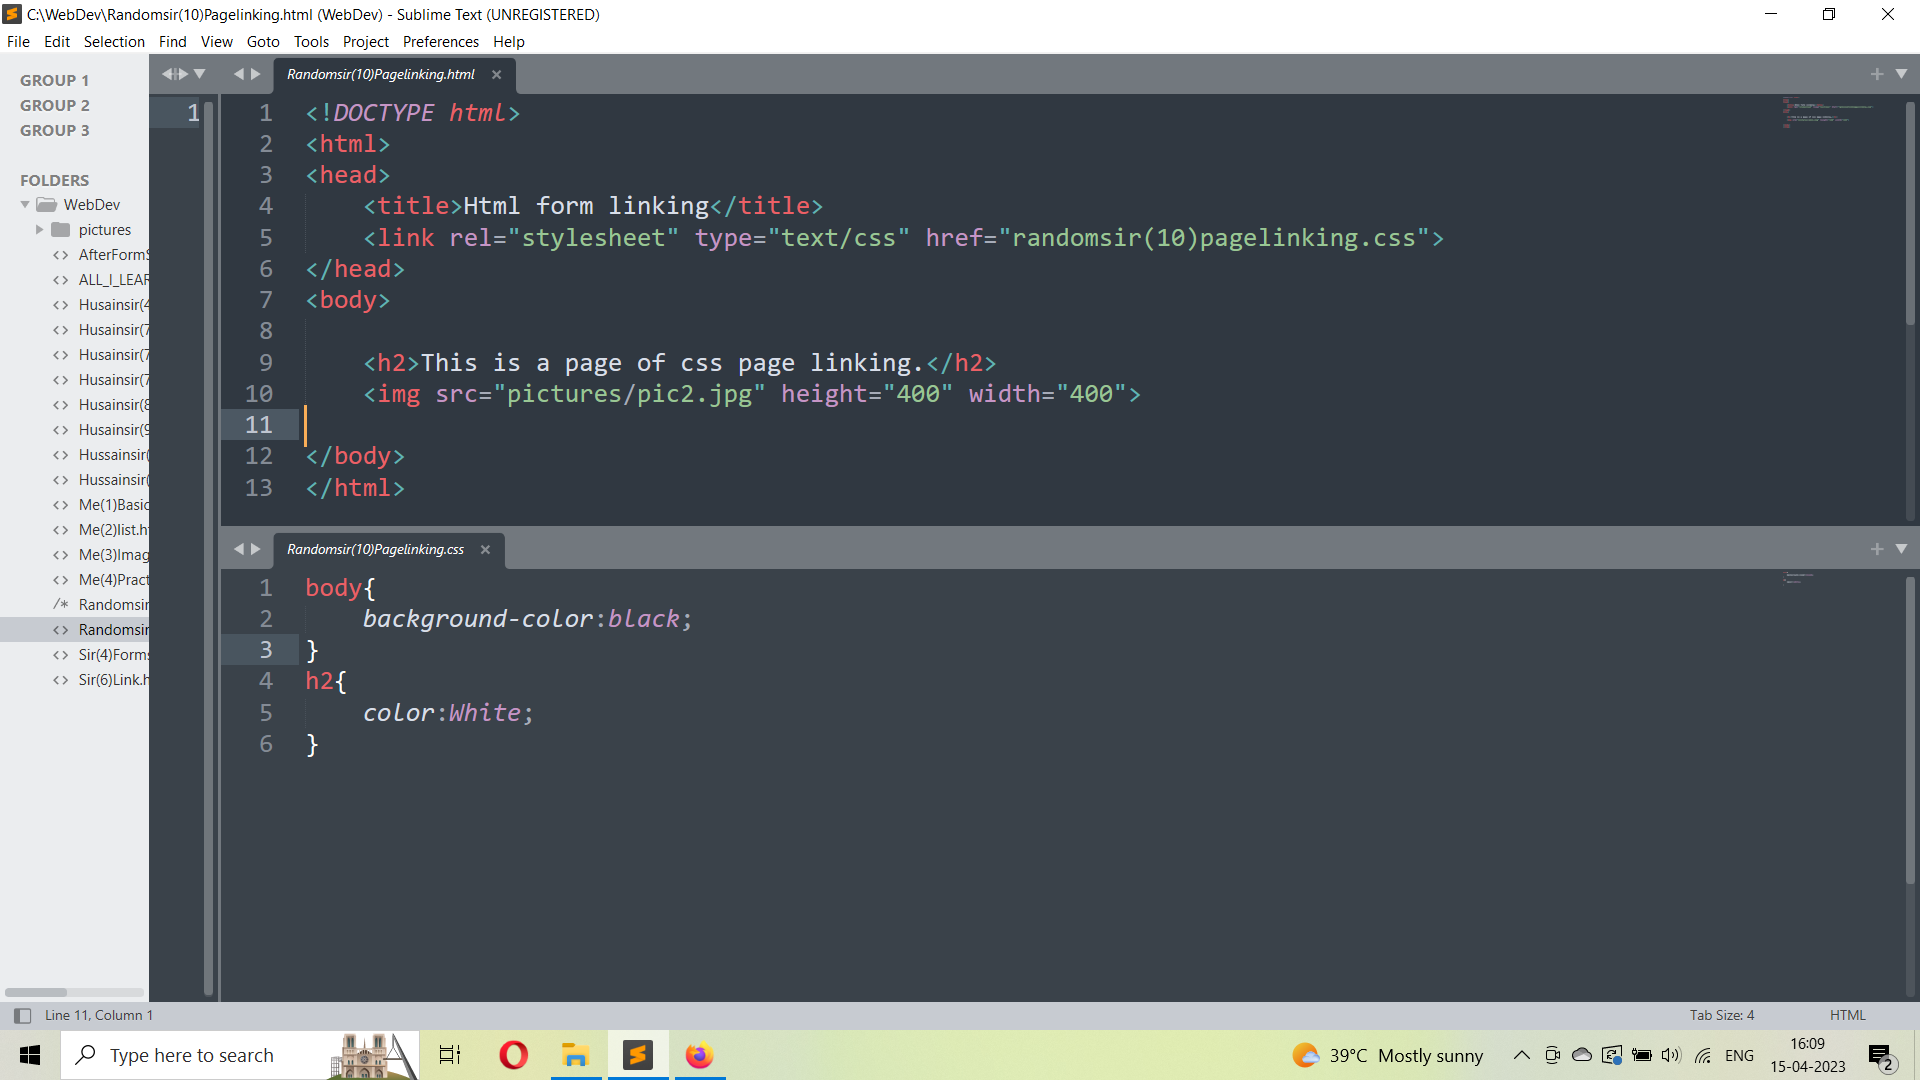 C:\WebDev\Randomsir(10)Pagelinking.html (WebDev) - Sublime Text (UNREGISTERED)
File Edit Selection Find View Goto Tools Project Preferences Help
GROUP 1
GROUP 2
GROUP 3
FOLDERS
WebDev
pictures
AfterFormS
ALL_I_LEAR
Husainsir(4
Husainsir(7
Husainsir(7
Husainsir(7
Husainsir(8
Husainsir(9
Hussainsir(
Hussainsir(
Me(1)Basic
Me(2)list.h
Me(3)Imag
Me(4)Pract
/* Randomsir
Randomsir
Sir(4)Forms
Sir(6)Link.h
1
Randomsir(10)Pagelinking.html
1 <!DOCTYPE html>
2 <html>
3 <head>
4 <title>Html form linking</title>
5 <link rel="stylesheet" type="text/css" href="randomsir(10)pagelinking.css">
6 </head>
7 <body>
8
9 <h2>This is a page of css page linking.</h2>
10 <img src="pictures/pic2.jpg" height="400" width="400">
11
12 </body>
13 </html>
Randomsir(10)Pagelinking.css
1 body{
2 background-color:black;
3 }
4 h2{
5 color:White;
6 }
Line 11, Column 1 Tab Size: 4 HTML
Type here to search 39°C Mostly sunny ENG 16:09
15-04-2023 2